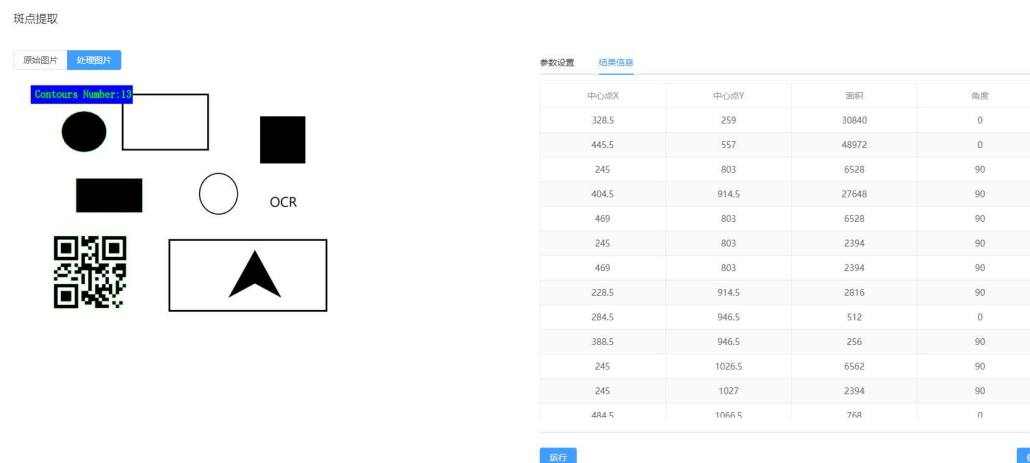 斑点提取
原始图片 处理图片
参数设置 结果信息
Contours Number:13
OCR
中心点X 中心点Y 面积 角度
328.5 259 30840 0
445.5 557 48972 0
245 803 6528 90
404.5 914.5 27648 90
469 803 6528 90
245 803 2394 90
469 803 2394 90
228.5 914.5 2816 90
284.5 946.5 512 0
388.5 946.5 256 90
245 1026.5 6562 90
245 1027 2394 90
484.5 1066.5 768 0
运行